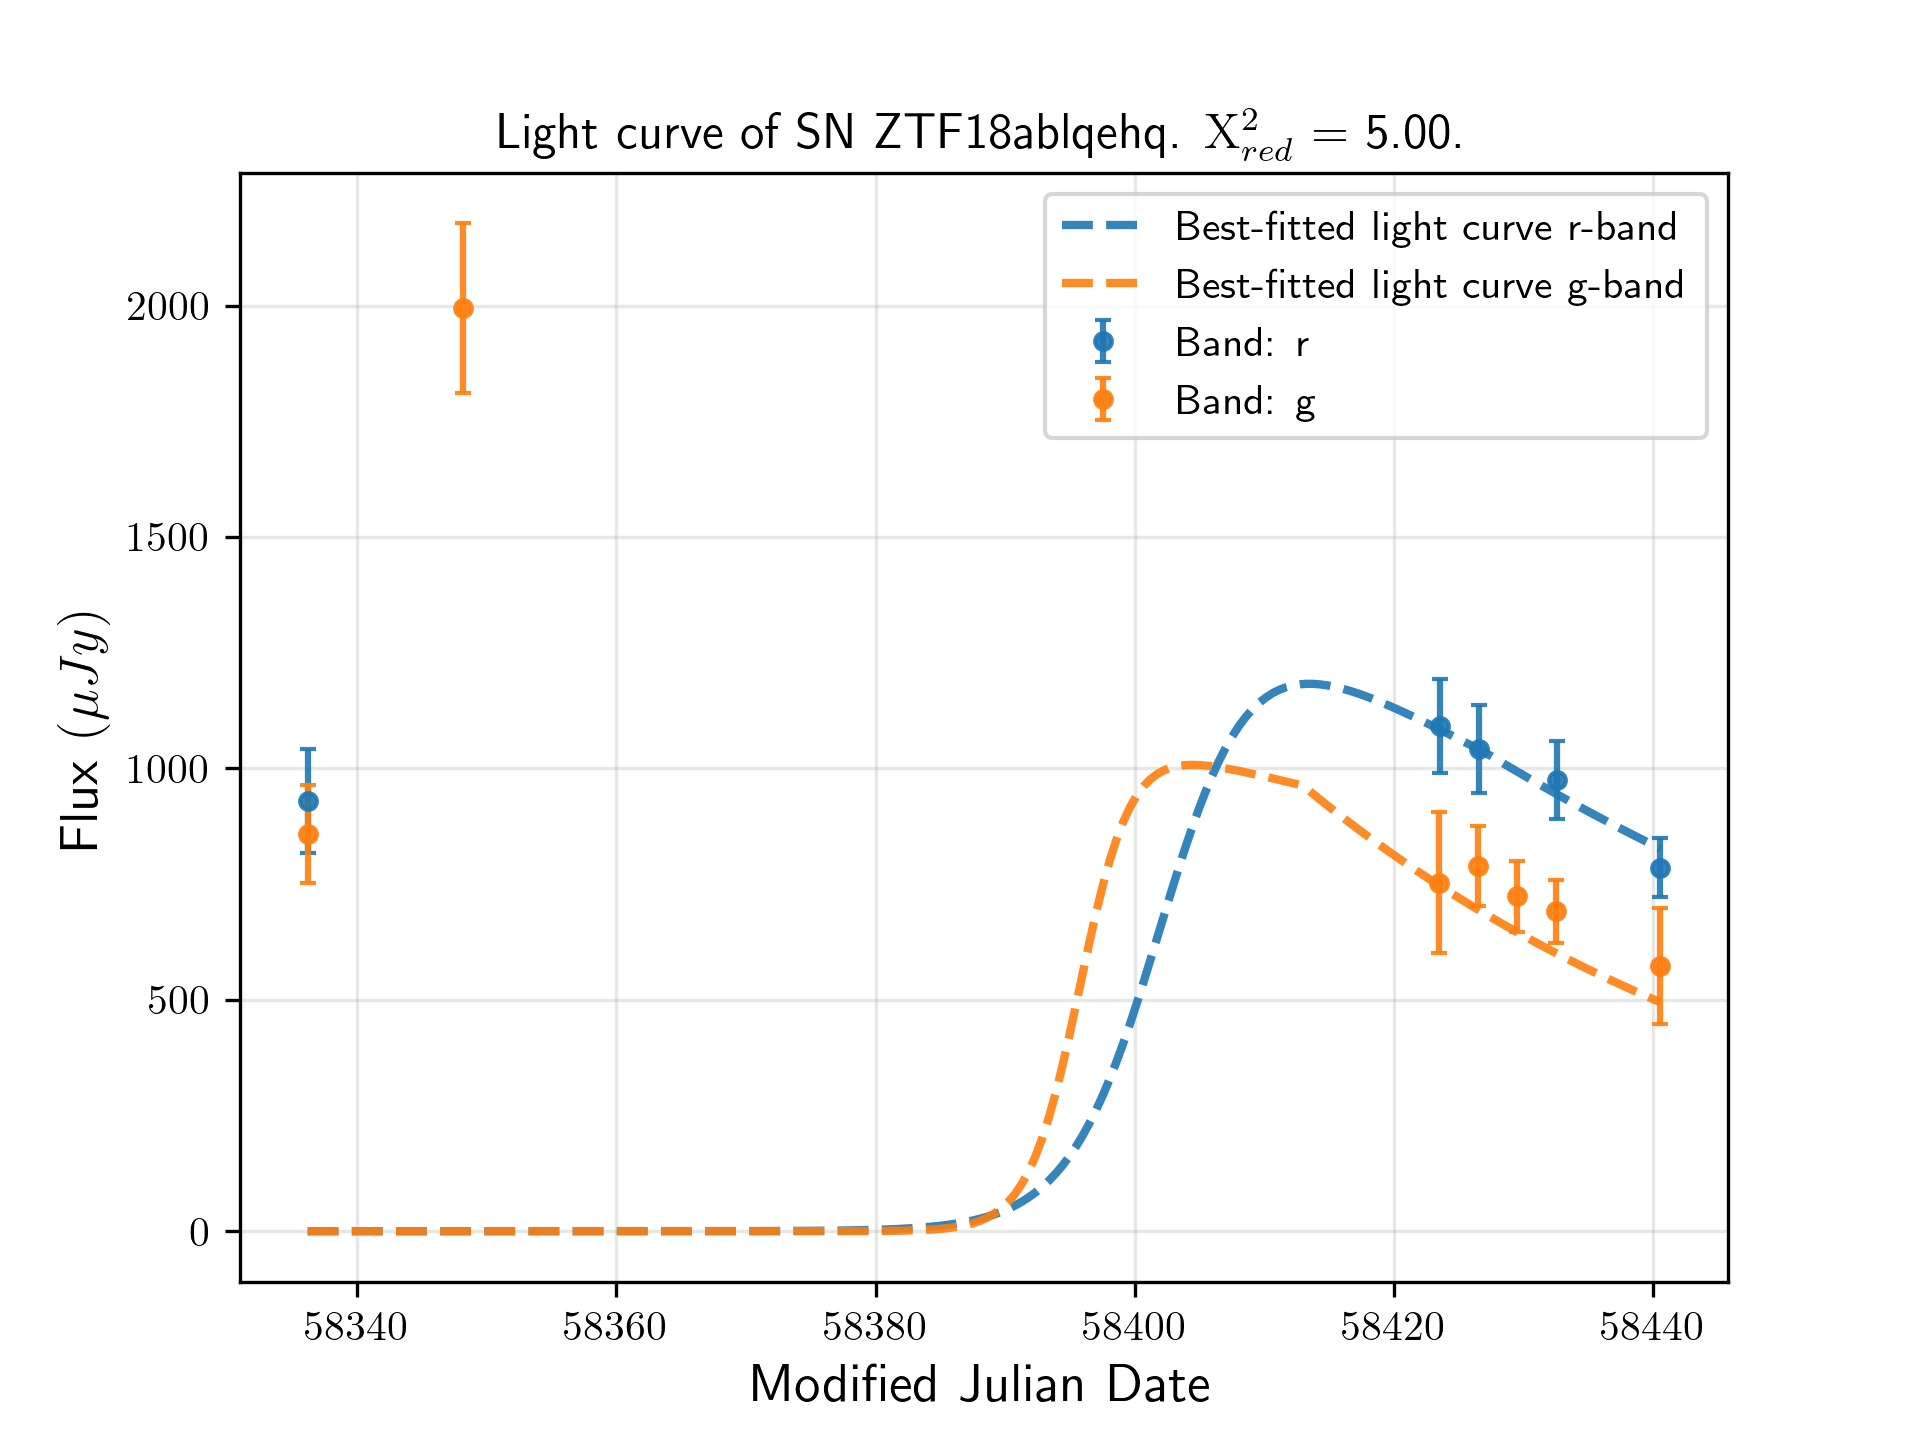 Light curve of SN ZTF18ablqehq. X²_red = 5.00.
Best-fitted light curve r-band
Best-fitted light curve g-band
Band: r
Band: g
Flux (μJy)
2000
1500
1000
500
0
58340 58360 58380 58400 58420 58440
Modified Julian Date